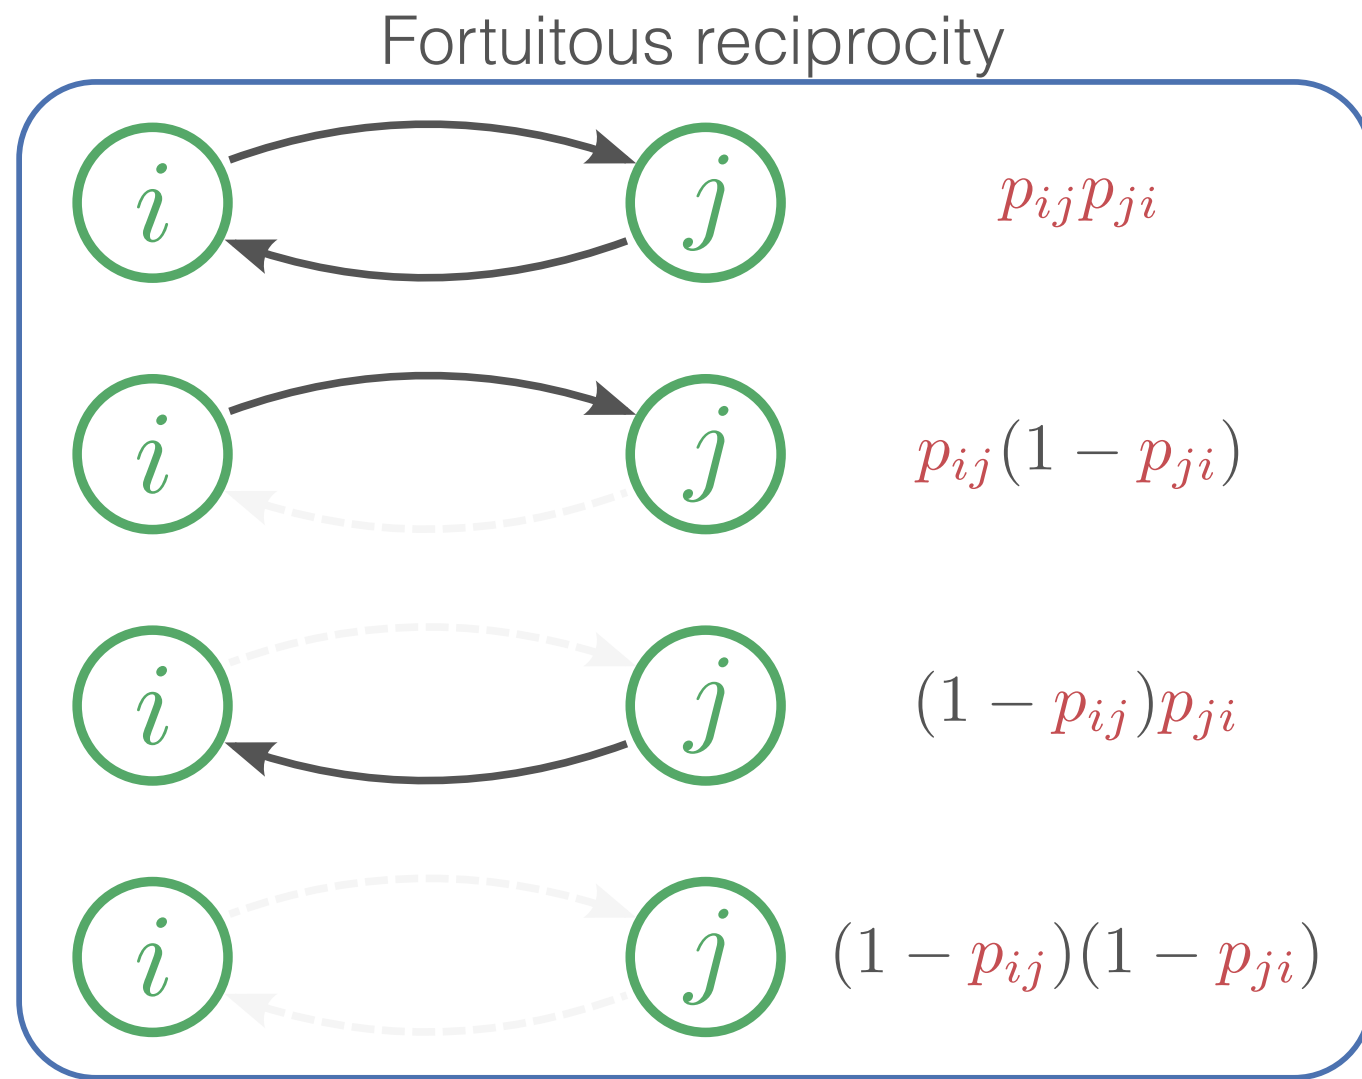 Fortuitous reciprocity
i j p_{ij}p_{ji}
i j p_{ij}(1 − p_{ji})
i j (1 − p_{ij})p_{ji}
i j (1 − p_{ij})(1 − p_{ji})